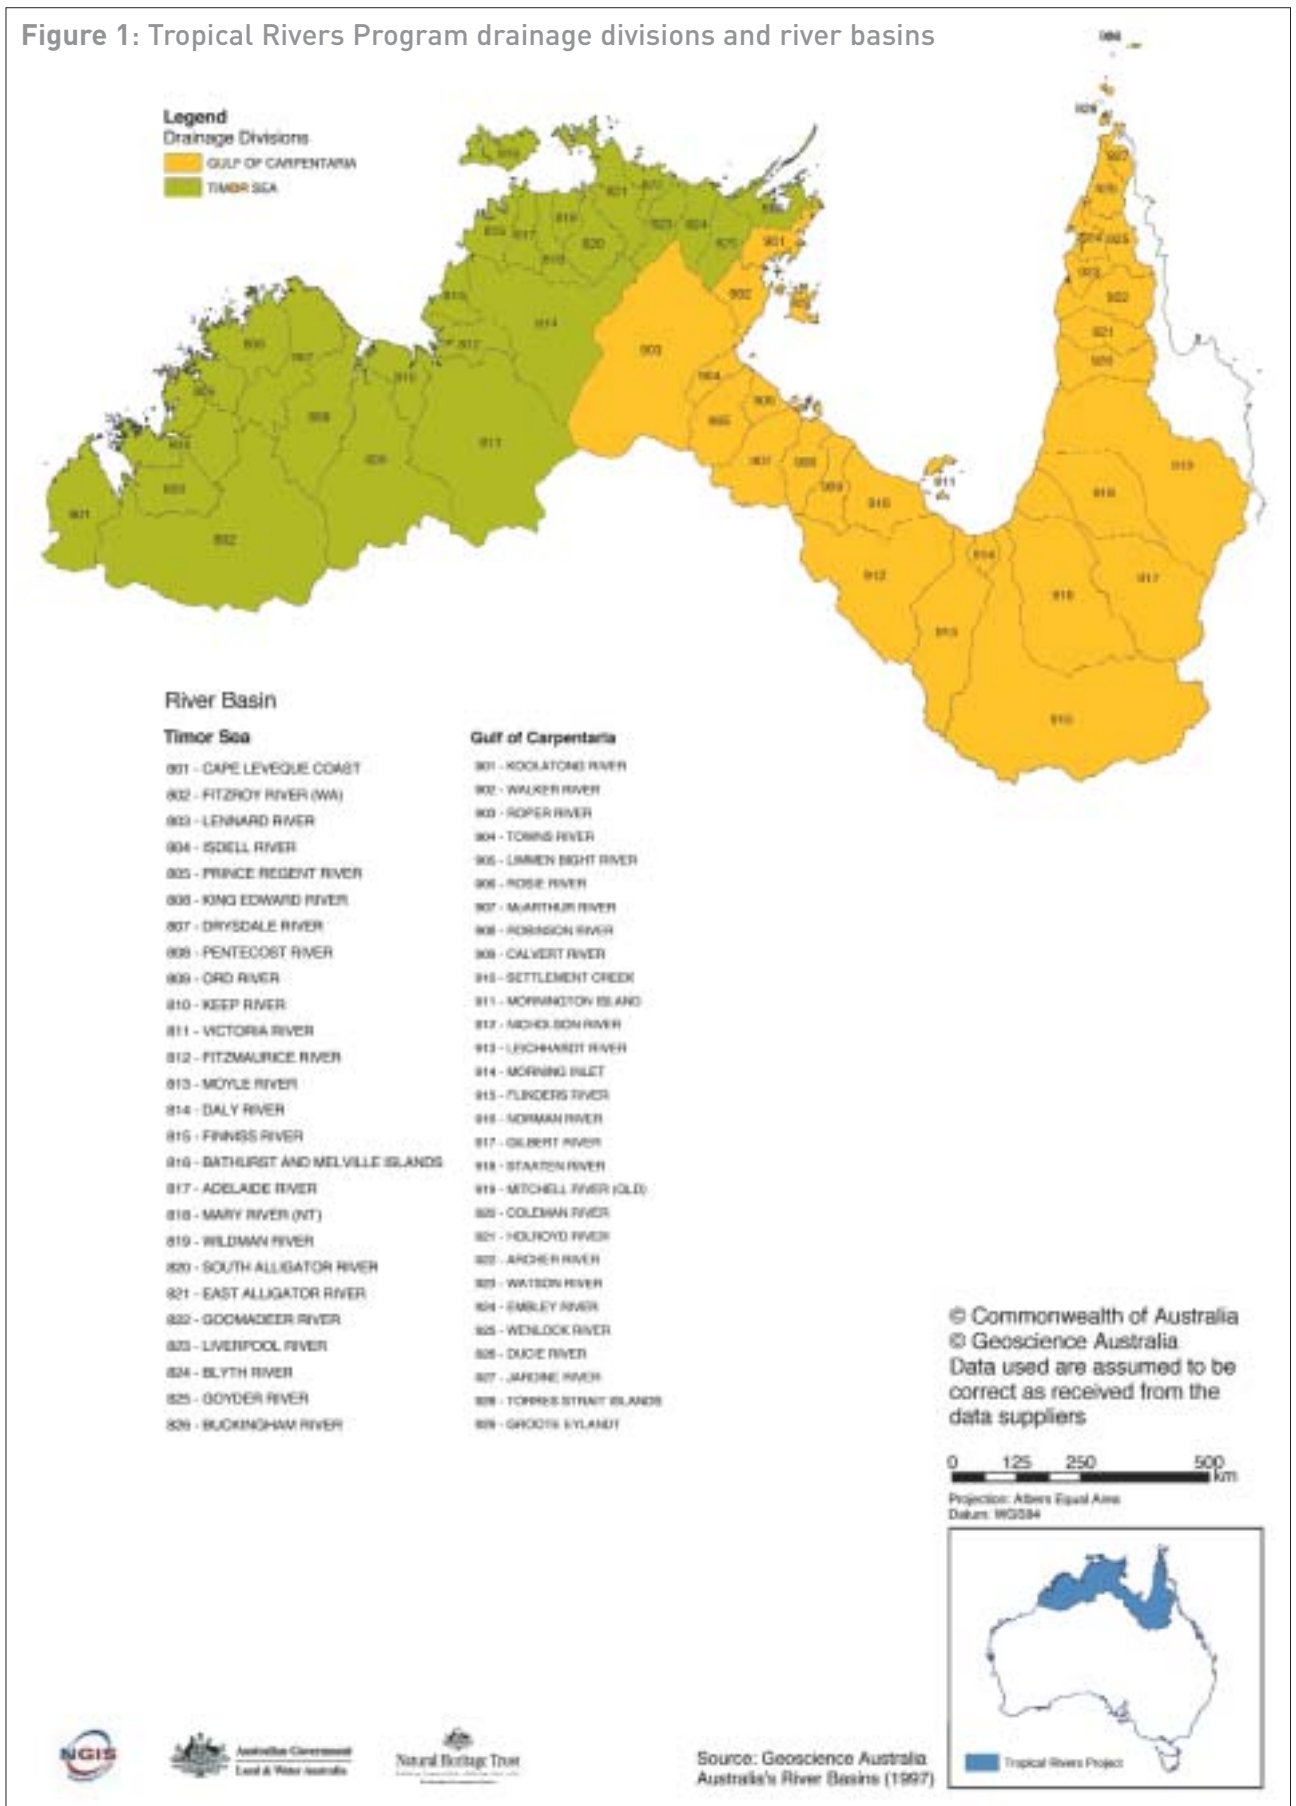 Figure 1: Tropical Rivers Program drainage divisions and river basins
Legend
Drainage Divisions
GULF OF CARPENTARIA
TIMOR SEA
River Basin
Timor Sea
801 - CAPE LEVEQUE COAST
802 - FITZROY RIVER (WA)
803 - LENNARD RIVER
804 - ISDELL RIVER
805 - PRINCE REGENT RIVER
806 - KING EDWARD RIVER
807 - DRYSDALE RIVER
808 - PENTECOST RIVER
809 - ORD RIVER
810 - KEEP RIVER
811 - VICTORIA RIVER
812 - FITZMAURICE RIVER
813 - MOYLE RIVER
814 - DALY RIVER
815 - FINNISS RIVER
816 - BATHURST AND MELVILLE ISLANDS
817 - ADELAIDE RIVER
818 - MARY RIVER (NT)
819 - WILDMAN RIVER
820 - SOUTH ALLIGATOR RIVER
821 - EAST ALLIGATOR RIVER
822 - GOOMADEER RIVER
823 - LIVERPOOL RIVER
824 - BLYTH RIVER
825 - GOYDER RIVER
826 - BUCKINGHAM RIVER
Gulf of Carpentaria
901 - KOOLATONG RIVER
902 - WALKER RIVER
903 - ROPER RIVER
904 - TOWNS RIVER
905 - LIMMEN BIGHT RIVER
906 - ROSIE RIVER
907 - McARTHUR RIVER
908 - ROBINSON RIVER
909 - CALVERT RIVER
910 - SETTLEMENT CREEK
911 - MORNINGTON ISLAND
912 - NICHOLSON RIVER
913 - LEICHHARDT RIVER
914 - MORNING INLET
915 - FLINDERS RIVER
916 - NORMAN RIVER
917 - GILBERT RIVER
918 - STAATEN RIVER
919 - MITCHELL RIVER (QLD)
920 - COLEMAN RIVER
921 - HOLROYD RIVER
922 - ARCHER RIVER
923 - WATSON RIVER
924 - EMBLEY RIVER
925 - WENLOCK RIVER
926 - DUCIE RIVER
927 - JARDINE RIVER
928 - TORRES STRAIT ISLANDS
929 - GROOTE EYLANDT
© Commonwealth of Australia
© Geoscience Australia
Data used are assumed to be
correct as received from the
data suppliers
0 125 250 500
km
Projection: Albers Equal Area
Datum: WGS84
Tropical Rivers Project
NGIS
Australian Government
Land & Water Australia
Natural Heritage Trust
Source: Geoscience Australia
Australia's River Basins (1997)